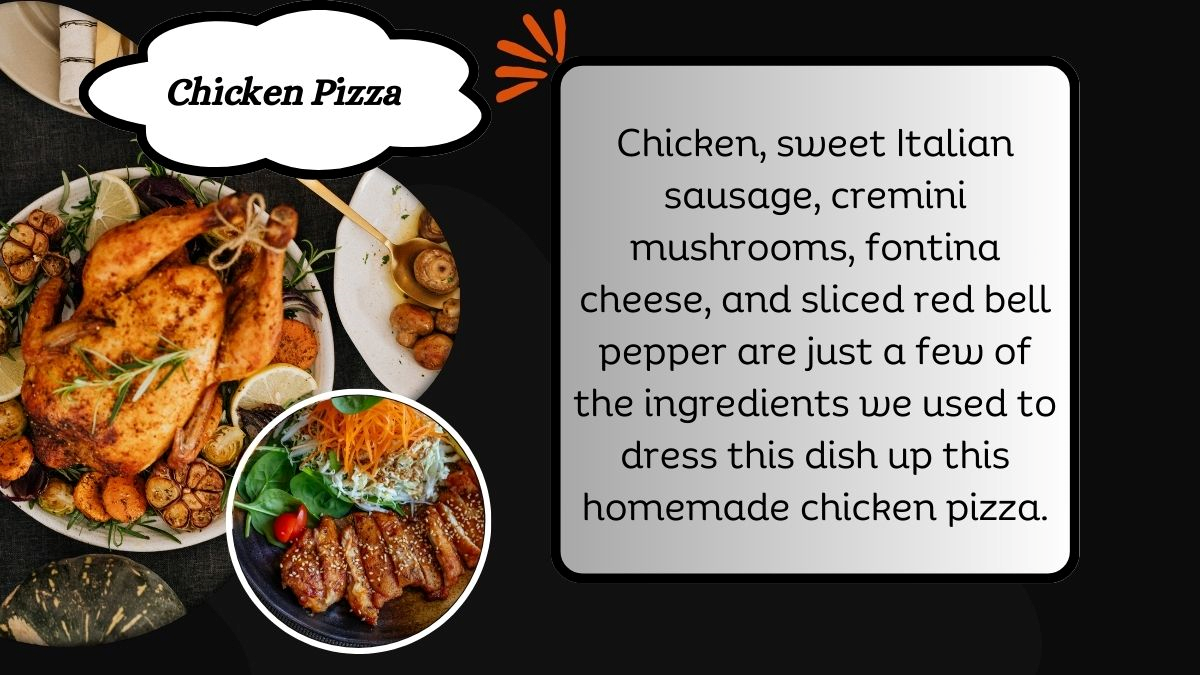 Chicken Pizza
Chicken, sweet Italian
sausage, cremini
mushrooms, fontina
cheese, and sliced red bell
pepper are just a few of
the ingredients we used to
dress this dish up this
homemade chicken pizza.